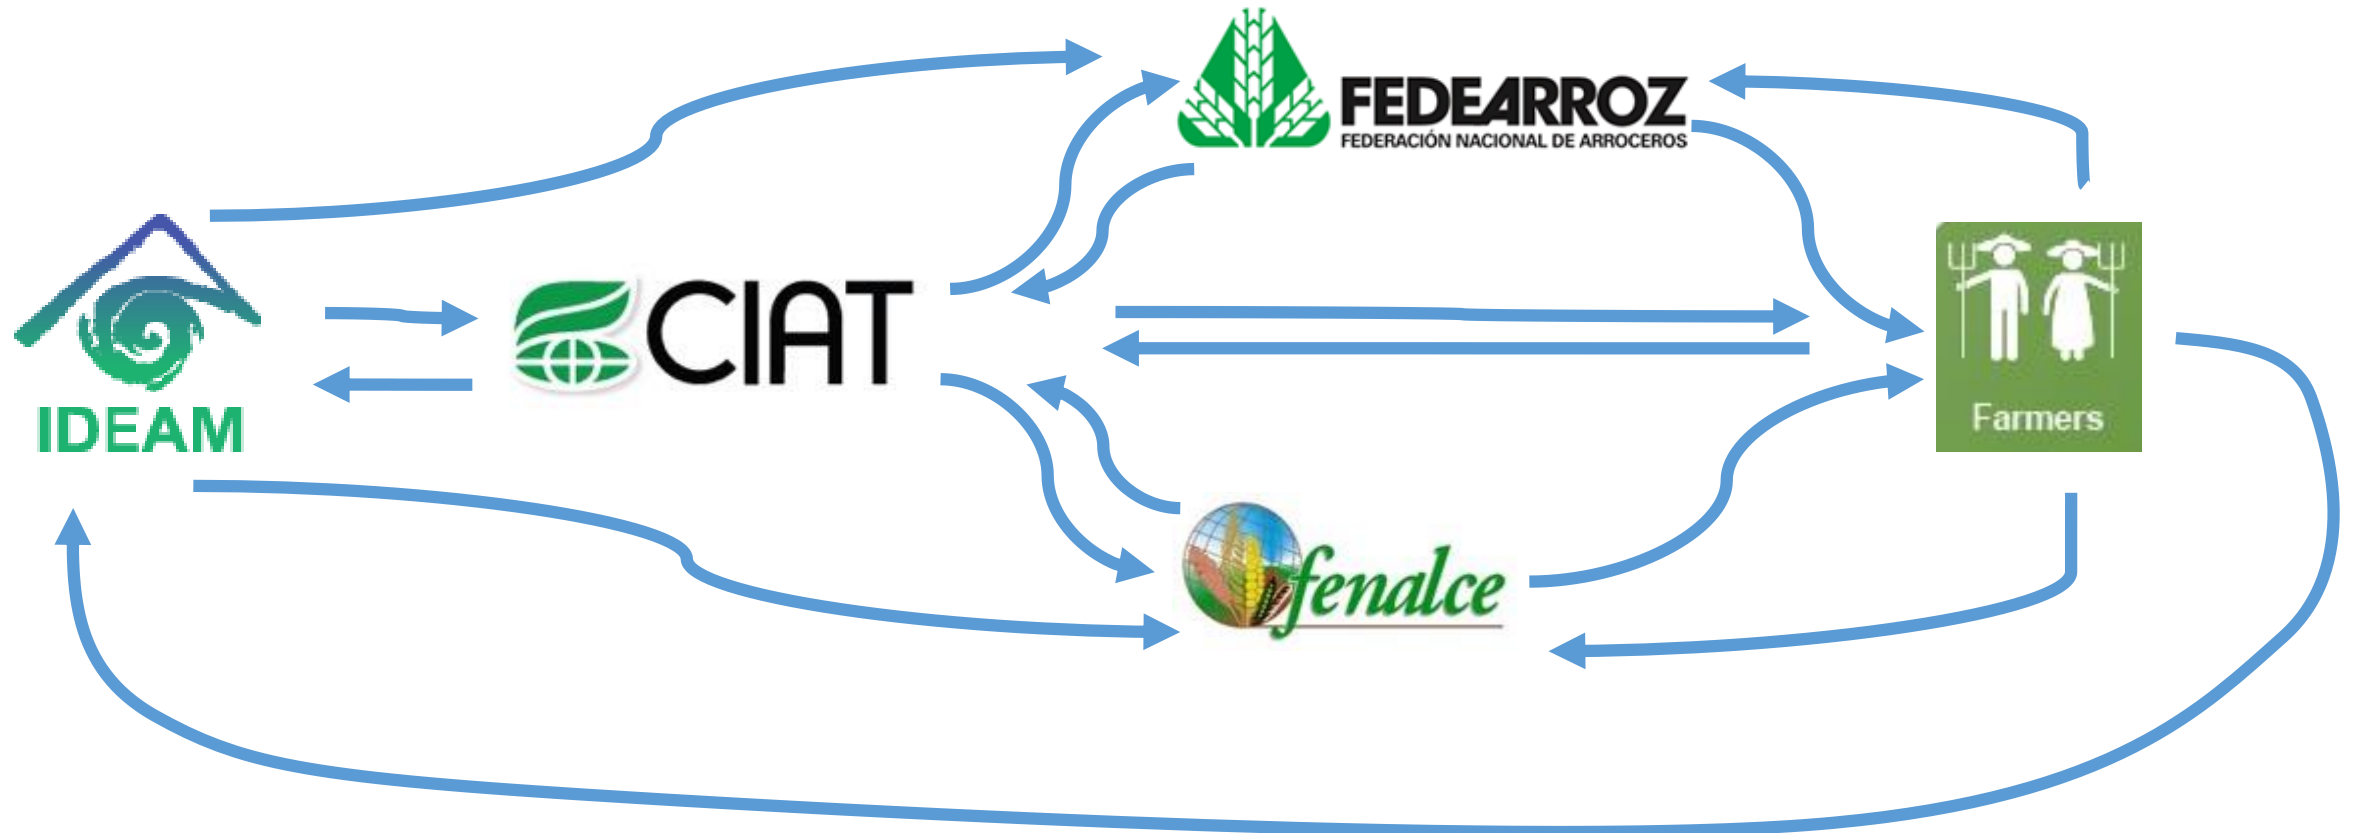 FEDEARROZ
FEDERACIÓN NACIONAL DE ARROCEROS
IDEAM
CIAT
Farmers
fenalce